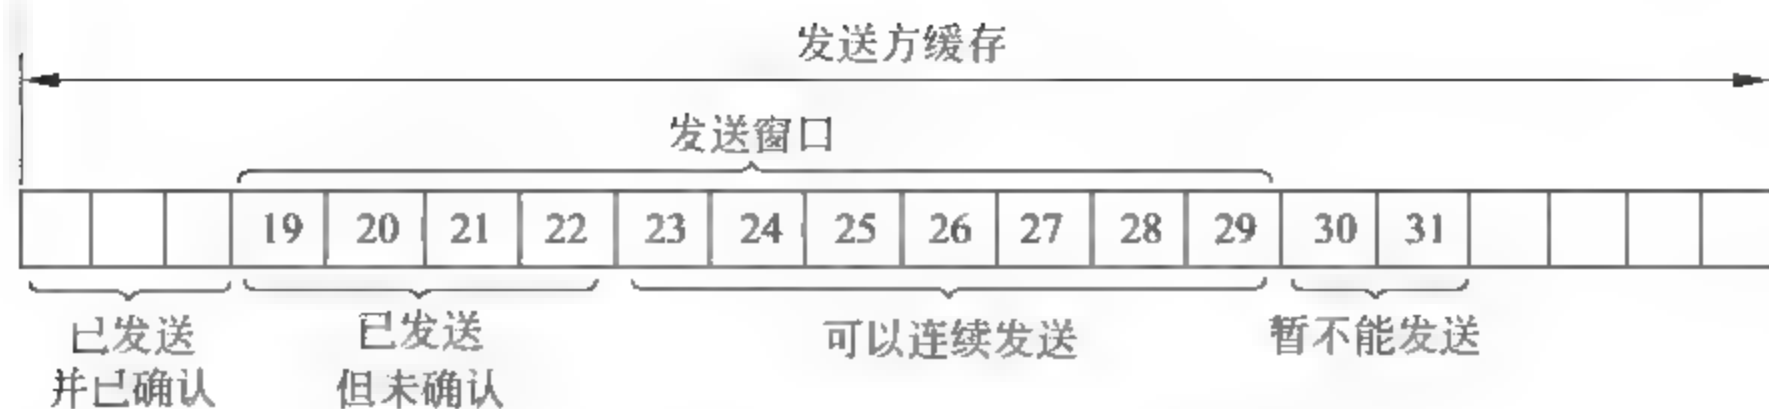 发送方缓存
发送窗口
19 20 21 22 23 24 25 26 27 28 29 30 31
已发送 已发送 可以连续发送 暂不能发送
并已确认 但未确认